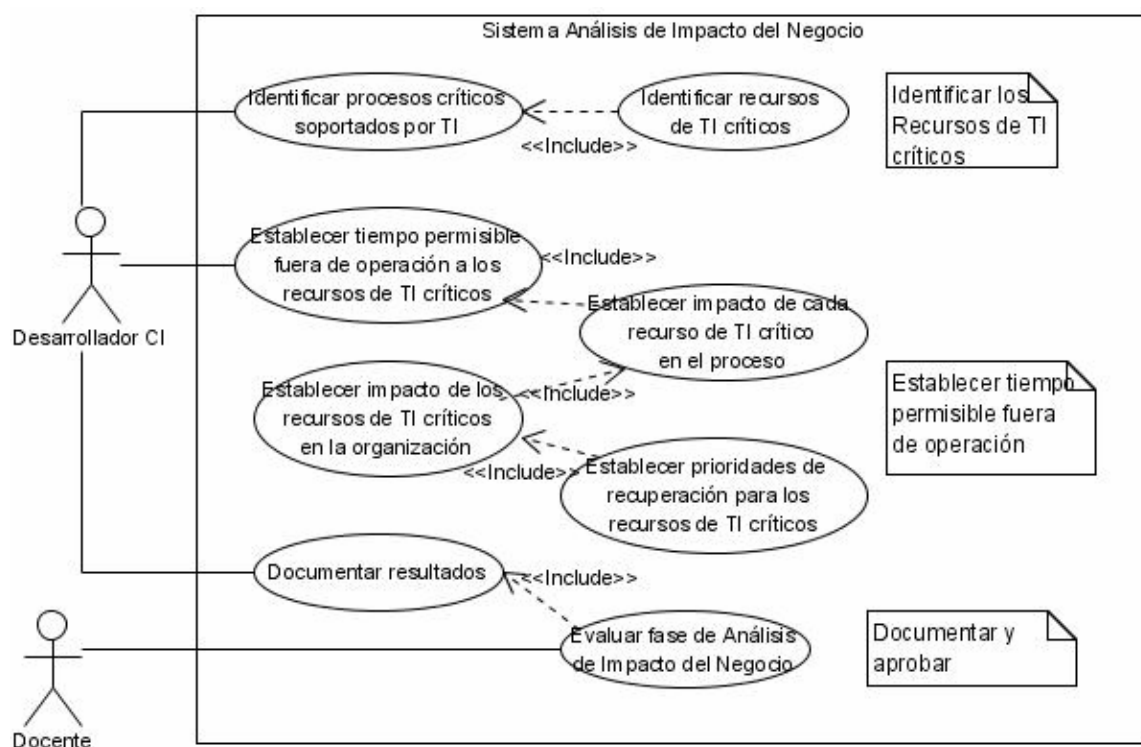 Sistema Análisis de Impacto del Negocio
Identificar procesos críticos
soportados por TI
<<Include>>
Identificar recursos
de TI críticos
Identificar los
Recursos de TI
críticos
Desarrollador CI
Establecer tiempo permisible
fuera de operación a los
recursos de TI críticos
<<Include>>
Establecer impacto de cada
recurso de TI crítico
en el proceso
Establecer impacto de los
recursos de TI críticos
en la organización
<<Include>>
Establecer tiempo
permisible fuera
de operación
<<Include>>
Establecer prioridades de
recuperación para los
recursos de TI críticos
Documentar resultados
<<Include>>
Evaluar fase de Análisis
de Impacto del Negocio
Documentar y
aprobar
Docente